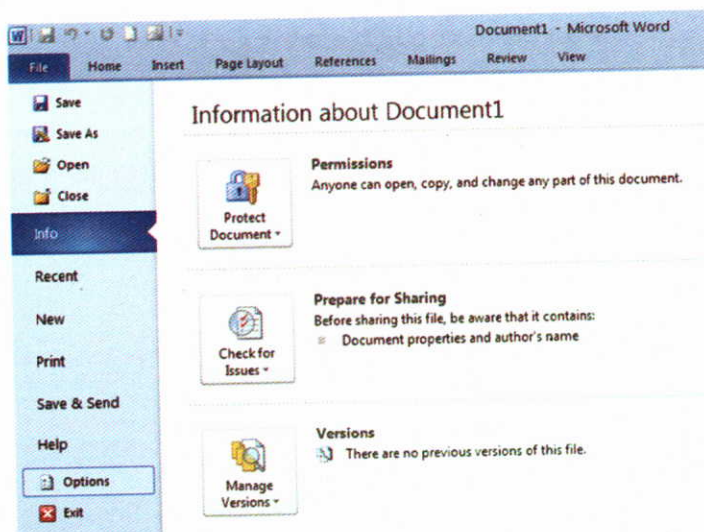 Document1 - Microsoft Word
File Home Insert Page Layout References Mailings Review View
Save
Save As
Open
Close
Info
Recent
New
Print
Save & Send
Help
Options
Exit
Information about Document1
Protect
Document
Permissions
Anyone can open, copy, and change any part of this document.
Check for
Issues
Prepare for Sharing
Before sharing this file, be aware that it contains:
Document properties and author's name
Manage
Versions
Versions
There are no previous versions of this file.